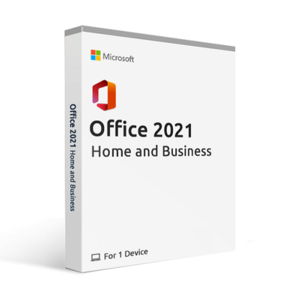 Microsoft
Office 2021
Home and Business
For 1 Device
Office 2021 Home and Business